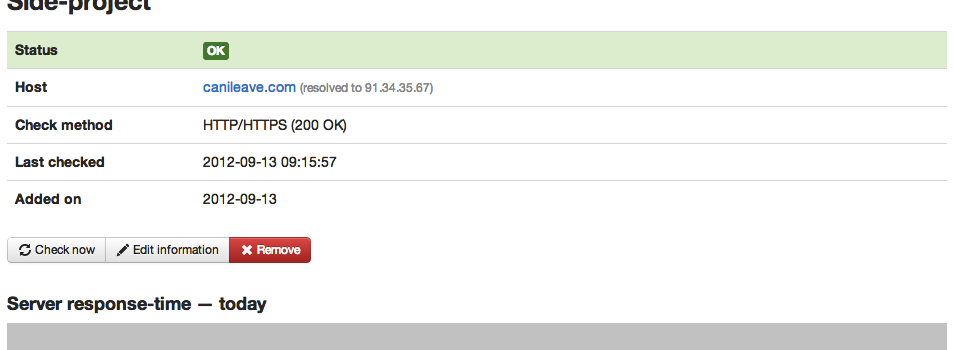 Side-project
Status OK
Host canileave.com (resolved to 91.34.35.67)
Check method HTTP/HTTPS (200 OK)
Last checked 2012-09-13 09:15:57
Added on 2012-09-13
Check now Edit information Remove
Server response-time — today